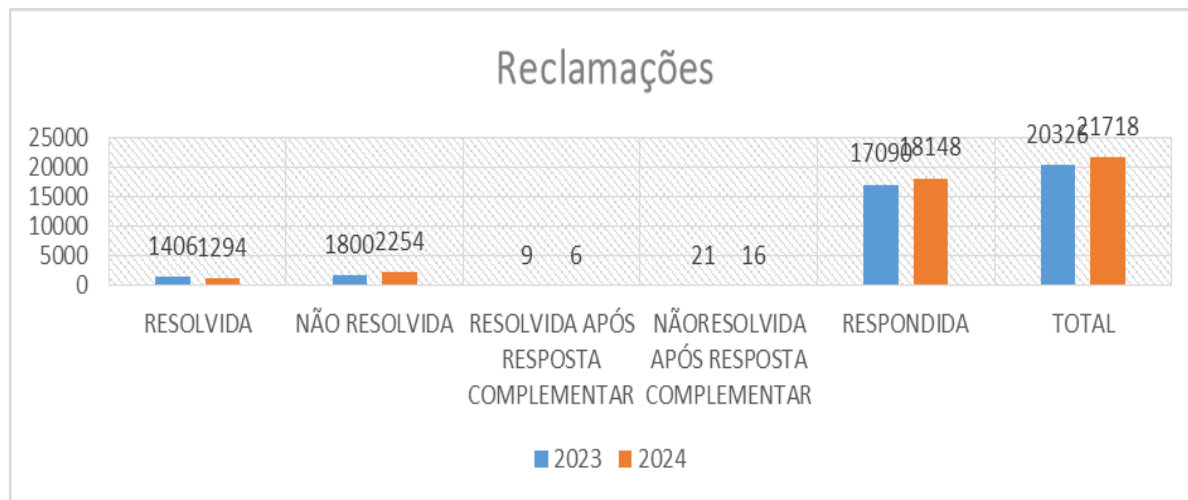 Reclamações
25000
20000
15000
10000
5000
0
1406 1294
1800 2254
9 6
21 16
17090 18148
20326 21718
RESOLVIDA
NÃO RESOLVIDA
RESOLVIDA APÓS
RESPOSTA
COMPLEMENTAR
NÃORESOLVIDA
APÓS RESPOSTA
COMPLEMENTAR
RESPONDIDA
TOTAL
2023 2024